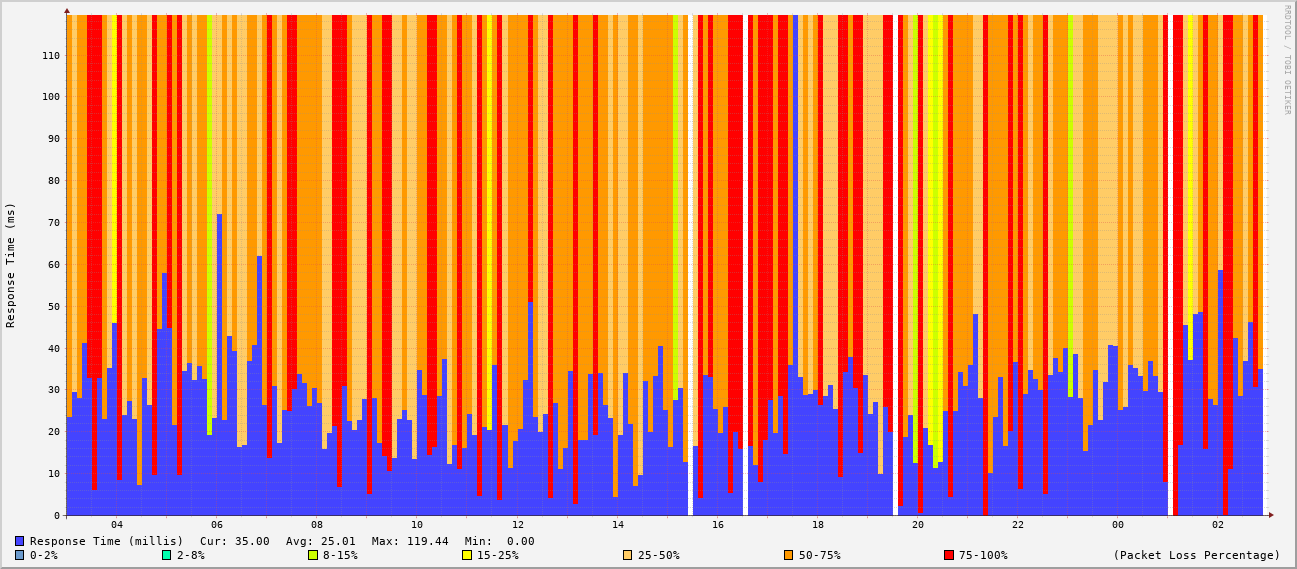 RRDTOOL / TOBI OETIKER
Response Time (ms)
110
100
90
80
70
60
50
40
30
20
10
0
04 06 08 10 12 14 16 18 20 22 00 02
Response Time (millis) Cur: 35.00 Avg: 25.01 Max: 119.44 Min: 0.00
0-2% 2-8% 8-15% 15-25% 25-50% 50-75% 75-100% (Packet Loss Percentage)